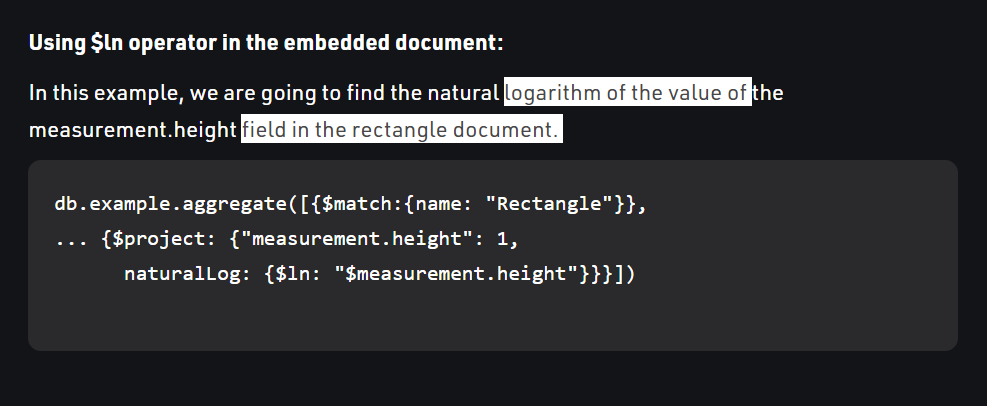 Using $ln operator in the embedded document:
In this example, we are going to find the natural logarithm of the value of the
measurement.height field in the rectangle document.
db.example.aggregate([{$match:{name: "Rectangle"}},
... {$project: {"measurement.height": 1,
naturalLog: {$ln: "$measurement.height"}}}])